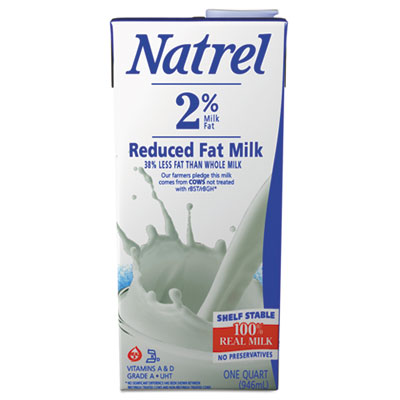 Natrel
2% Milk Fat
Reduced Fat Milk
38% LESS FAT THAN WHOLE MILK
Our farmers pledge this milk
comes from COWS not treated
with rBST/rBGH*
SHELF STABLE
100%
REAL MILK
NO PRESERVATIVES
VITAMINS A & D
GRADE A • UHT
ONE QUART
(946mL)